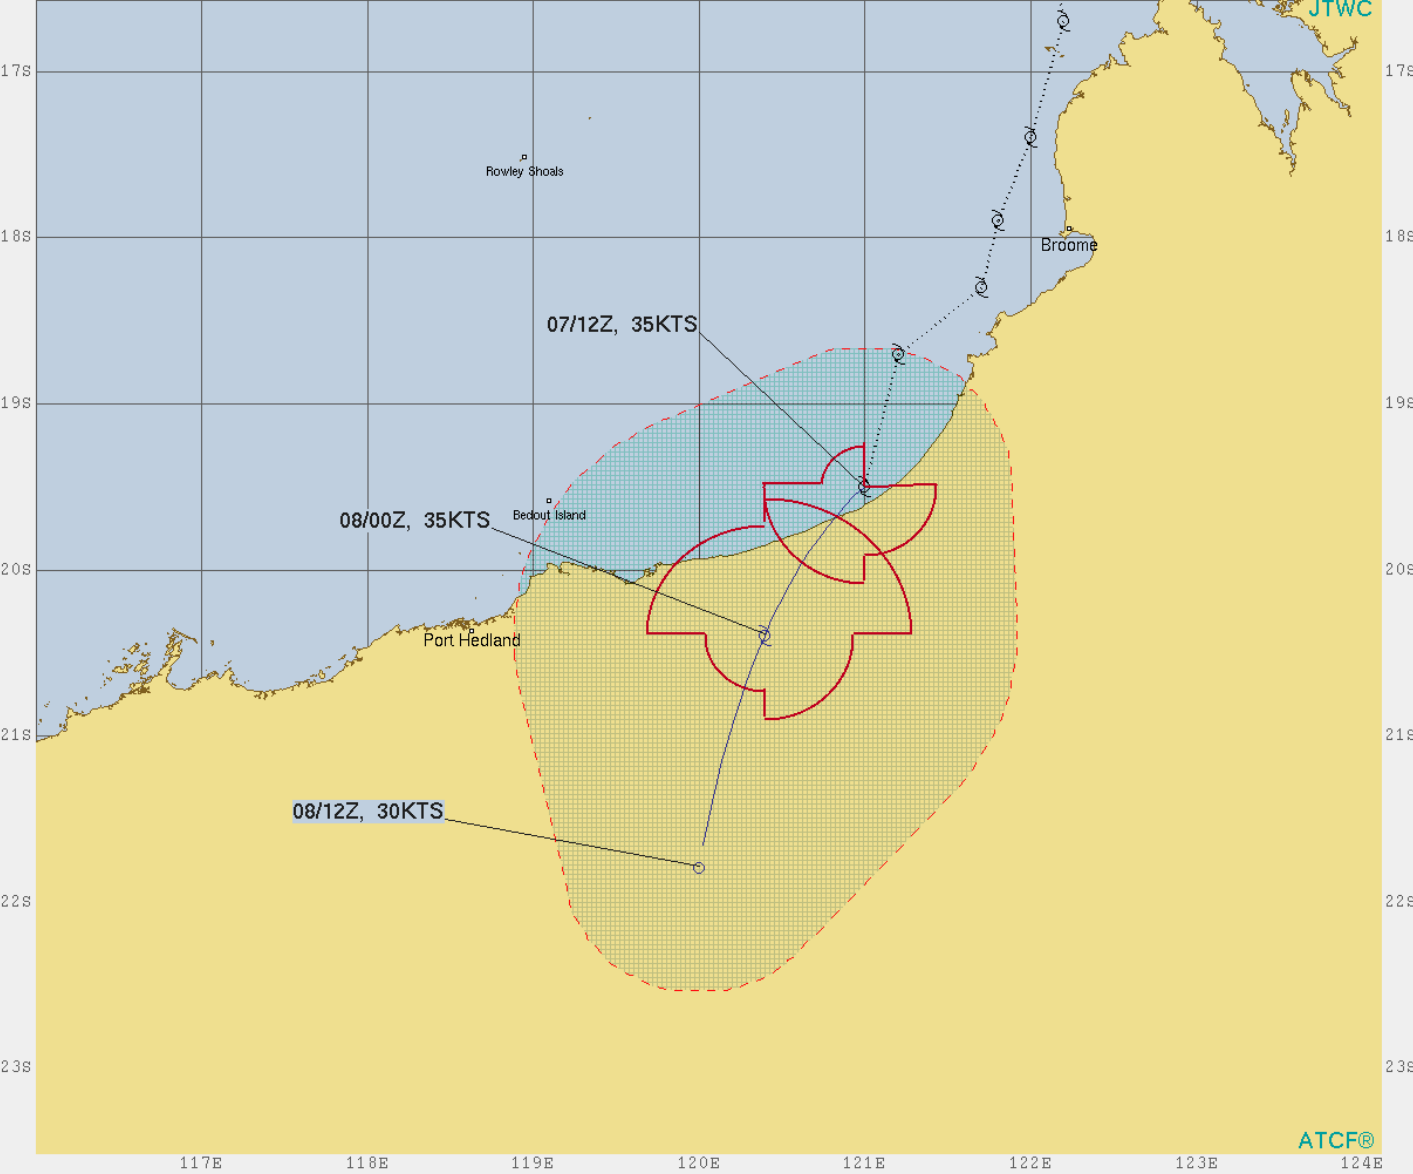 JTWC
17S 17S
Rowley Shoals
18S 18S
Broome
07/12Z, 35KTS
19S 19S
Bedout Island
08/00Z, 35KTS
20S 20S
Port Hedland
21S 21S
08/12Z, 30KTS
22S 22S
23S 23S
ATCF®
117E 118E 119E 120E 121E 122E 123E 124E